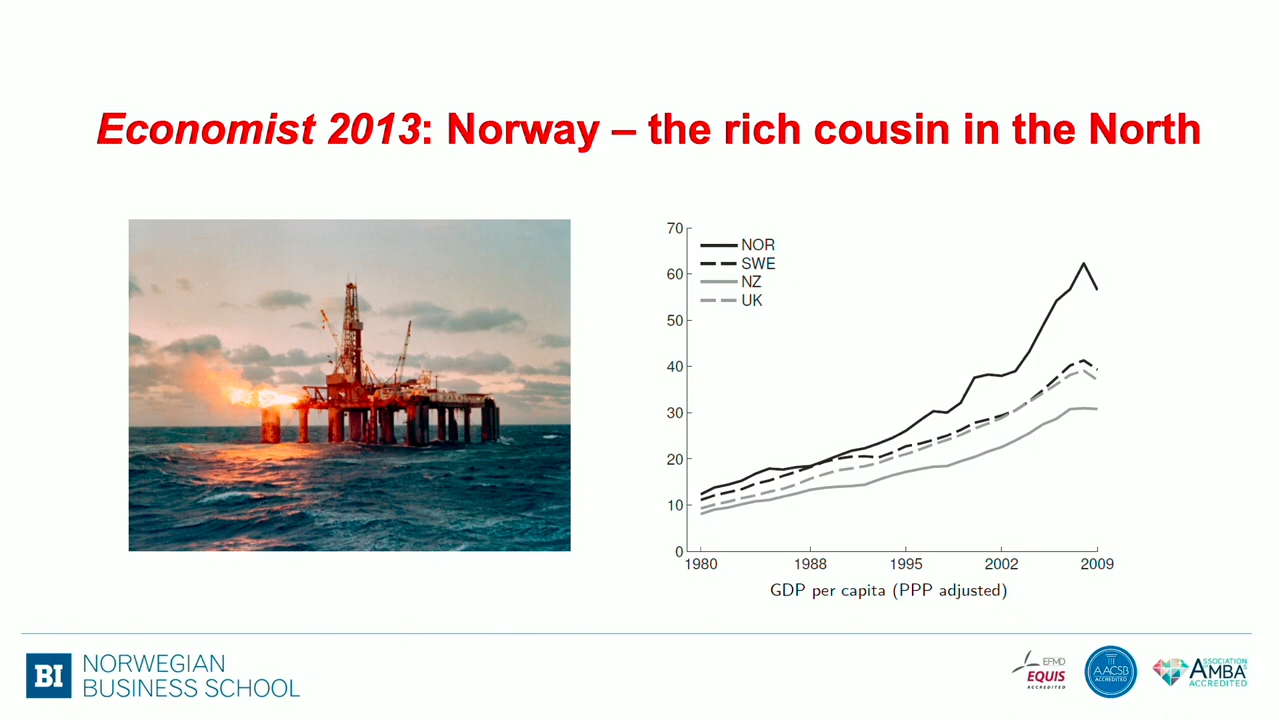 Economist 2013: Norway – the rich cousin in the North
70
60
50
40
30
20
10
0
NOR
SWE
NZ
UK
1980 1988 1995 2002 2009
GDP per capita (PPP adjusted)
BI
NORWEGIAN
BUSINESS SCHOOL
EFMD
EQUIS
ACCREDITED
AACSB
ACCREDITED
ASSOCIATION
AMBA
ACCREDITED